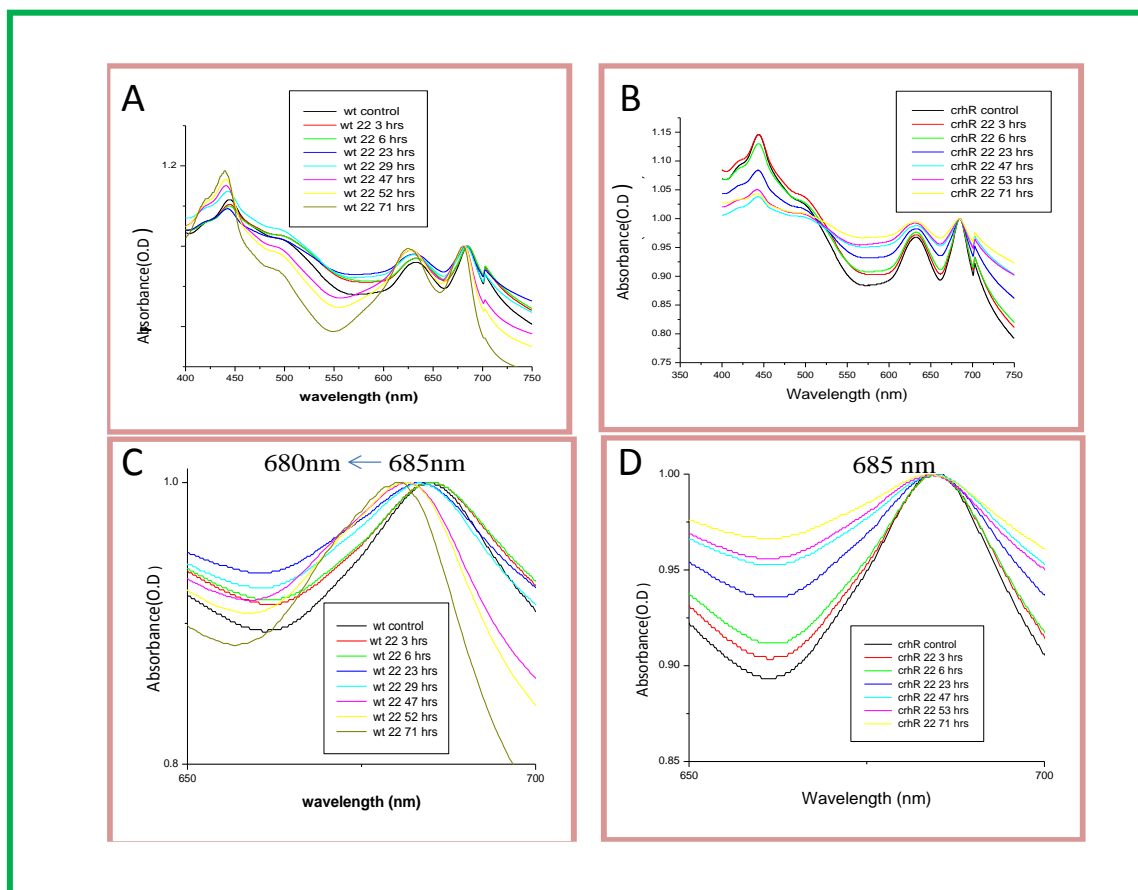 A
wt control
wt 22 3 hrs
wt 22 6 hrs
wt 22 23 hrs
wt 22 29 hrs
wt 22 47 hrs
wt 22 52 hrs
wt 22 71 hrs
1.2
Absorbance(O.D)
400 450 500 550 600 650 700 750
wavelength (nm)
B
crhR control
crhR 22 3 hrs
crhR 22 6 hrs
crhR 22 23 hrs
crhR 22 47 hrs
crhR 22 53 hrs
crhR 22 71 hrs
1.15
1.10
1.05
1.00
0.95
0.90
0.85
0.80
0.75
Absorbance(O.D)
350 400 450 500 550 600 650 700 750
Wavelength (nm)
C
680nm 685nm
1.0
0.8
Absorbance(O.D)
wt control
wt 22 3 hrs
wt 22 6 hrs
wt 22 23 hrs
wt 22 29 hrs
wt 22 47 hrs
wt 22 52 hrs
wt 22 71 hrs
650 700
wavelength (nm)
D
685 nm
1.00
0.95
0.90
0.85
Absorbance(O.D)
crhR control
crhR 22 3 hrs
crhR 22 6 hrs
crhR 22 23 hrs
crhR 22 47 hrs
crhR 22 53 hrs
crhR 22 71 hrs
650 700
Wavelength (nm)